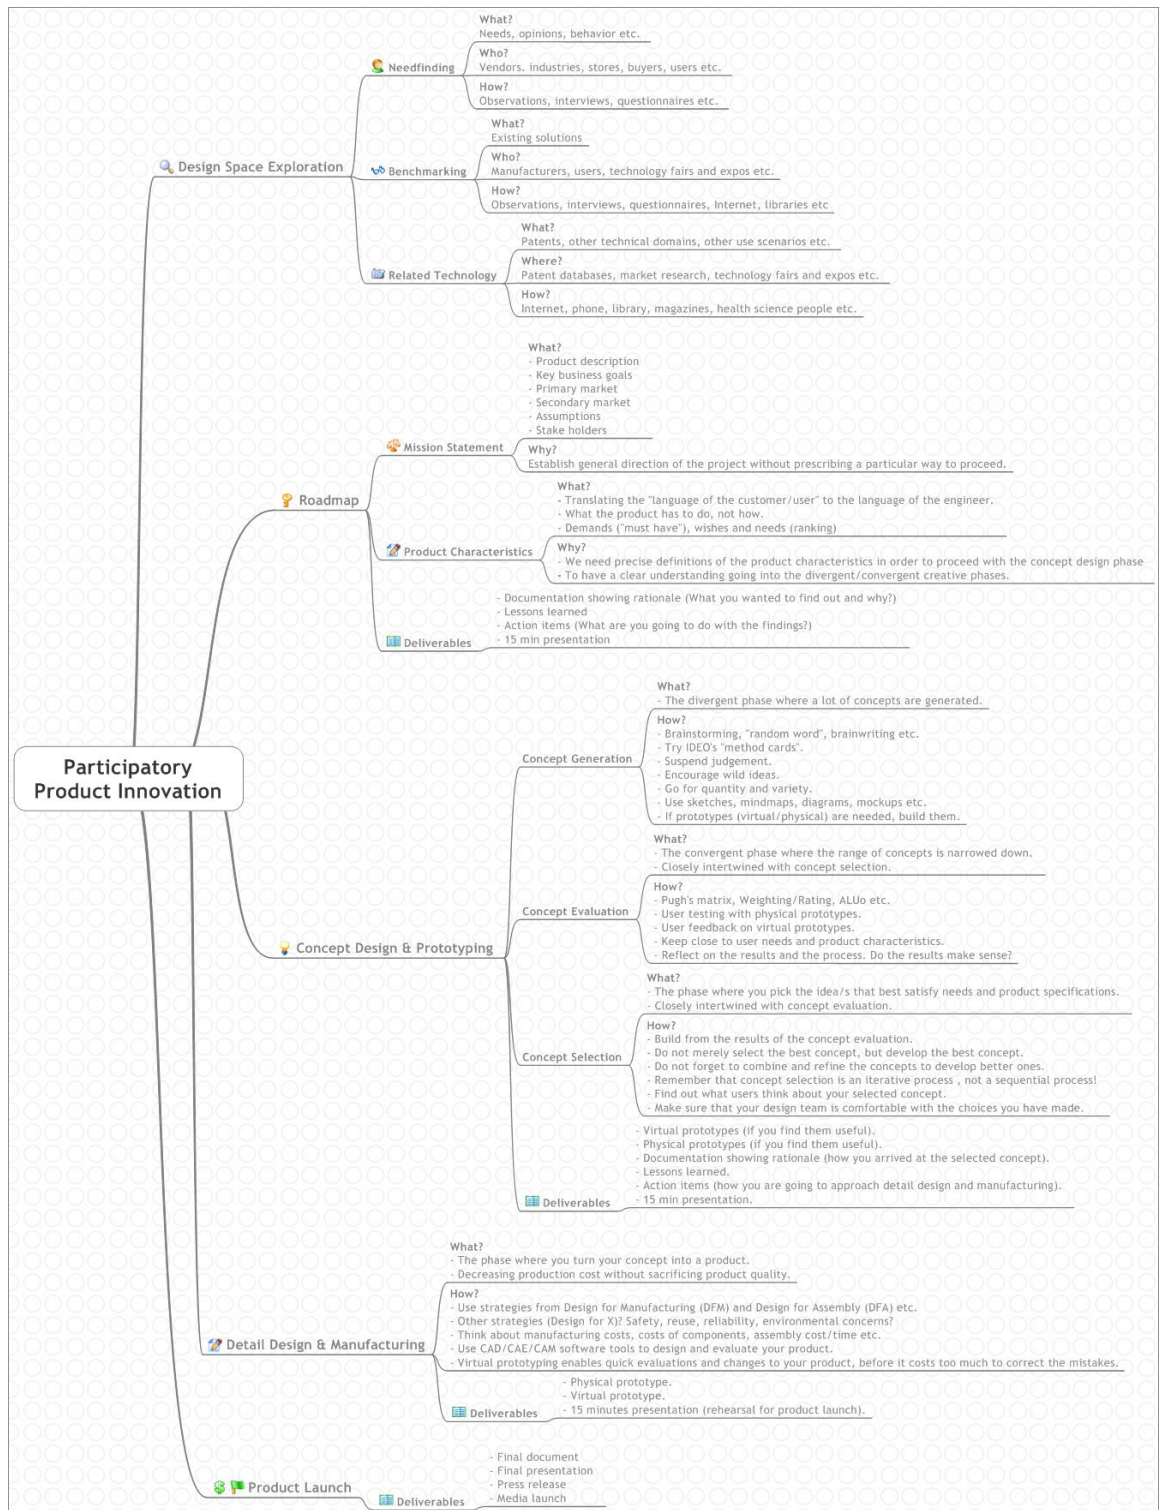 What?
Needs, opinions, behavior etc.
Who?
Needfinding
Vendors. industries, stores, buyers, users etc.
How?
Observations, interviews, questionnaires etc.
What?
Existing solutions
Who?
Design Space Exploration
Benchmarking
Manufacturers, users, technology fairs and expos etc.
How?
Observations, interviews, questionnaires, Internet, libraries etc
What?
Patents, other technical domains, other use scenarios etc.
Where?
Related Technology
Patent databases, market research, technology fairs and expos etc.
How?
Internet, phone, library, magazines, health science people etc.
What?
- Product description
- Key business goals
- Primary market
- Secondary market
- Assumptions
- Stake holders
Mission Statement
Why?
Establish general direction of the project without prescribing a particular way to proceed.
Roadmap
What?
- Translating the "language of the customer/user" to the language of the engineer.
- What the product has to do, not how.
- Demands ("must have"), wishes and needs (ranking)
Product Characteristics
Why?
- We need precise definitions of the product characteristics in order to proceed with the concept design phase
- To have a clear understanding going into the divergent/convergent creative phases.
- Documentation showing rationale (What you wanted to find out and why?)
- Lessons learned
- Action items (What are you going to do with the findings?)
- 15 min presentation
Deliverables
Participatory
Product Innovation
What?
- The divergent phase where a lot of concepts are generated.
How?
- Brainstorming, "random word", brainwriting etc.
- Try IDEO's "method cards".
Concept Generation
- Suspend judgement.
- Encourage wild ideas.
- Go for quantity and variety.
- Use sketches, mindmaps, diagrams, mockups etc.
- If prototypes (virtual/physical) are needed, build them.
What?
- The convergent phase where the range of concepts is narrowed down.
- Closely intertwined with concept selection.
How?
- Pugh's matrix, Weighting/Rating, ALUo etc.
Concept Evaluation
- User testing with physical prototypes.
- User feedback on virtual prototypes.
- Keep close to user needs and product characteristics.
- Reflect on the results and the process. Do the results make sense?
Concept Design & Prototyping
What?
- The phase where you pick the idea/s that best satisfy needs and product specifications.
- Closely intertwined with concept evaluation.
How?
- Build from the results of the concept evaluation.
- Do not merely select the best concept, but develop the best concept.
Concept Selection
- Do not forget to combine and refine the concepts to develop better ones.
- Remember that concept selection is an iterative process , not a sequential process!
- Find out what users think about your selected concept.
- Make sure that your design team is comfortable with the choices you have made.
- Virtual prototypes (if you find them useful).
- Physical prototypes (if you find them useful).
- Documentation showing rationale (how you arrived at the selected concept).
- Lessons learned.
- Action items (how you are going to approach detail design and manufacturing).
- 15 min presentation.
Deliverables
What?
- The phase where you turn your concept into a product.
- Decreasing production cost without sacrificing product quality.
How?
- Use strategies from Design for Manufacturing (DFM) and Design for Assembly (DFA) etc.
- Other strategies (Design for X)? Safety, reuse, reliability, environmental concerns?
- Think about manufacturing costs, costs of components, assembly cost/time etc.
Detail Design & Manufacturing
- Use CAD/CAE/CAM software tools to design and evaluate your product.
- Virtual prototyping enables quick evaluations and changes to your product, before it costs too much to correct the mistakes.
- Physical prototype.
- Virtual prototype.
- 15 minutes presentation (rehearsal for product launch).
Deliverables
- Final document
- Final presentation
- Press release
- Media launch
Product Launch
Deliverables